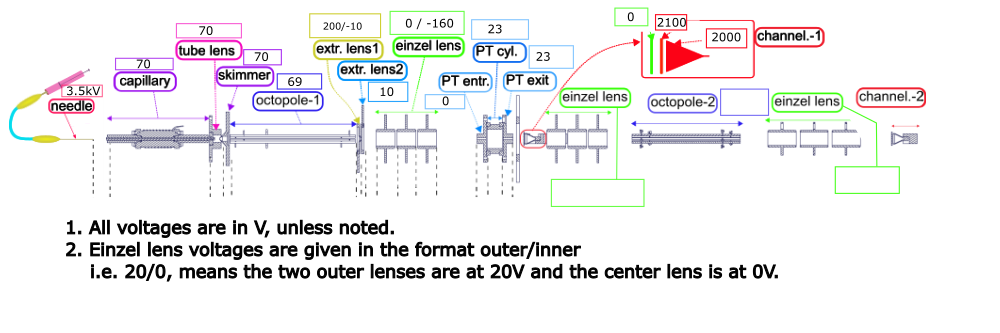 70
tube lens
70
capillary
3.5kV
needle
70
skimmer
69
octopole-1
200/-10
extr. lens1
extr. lens2
10
0 / -160
einzel lens
23
PT cyl.
23
PT entr.
PT exit
0
0
2100
2000
channel.-1
einzel lens
octopole-2
einzel lens
channel.-2
1. All voltages are in V, unless noted.
2. Einzel lens voltages are given in the format outer/inner
i.e. 20/0, means the two outer lenses are at 20V and the center lens is at 0V.